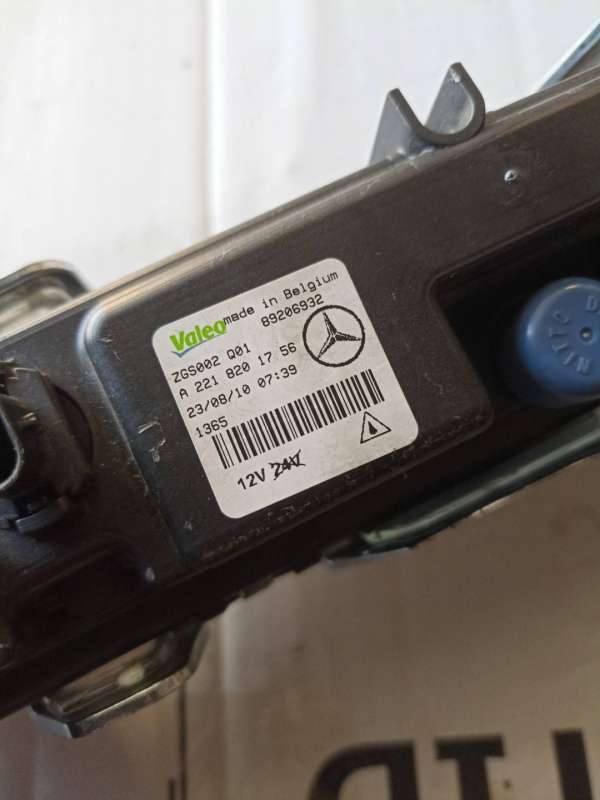 Valeo made in Belgium
89206932
ZGS002 Q01
A 221 820 17 56
23/08/10 07:39
1365
12V 24V
NITTO